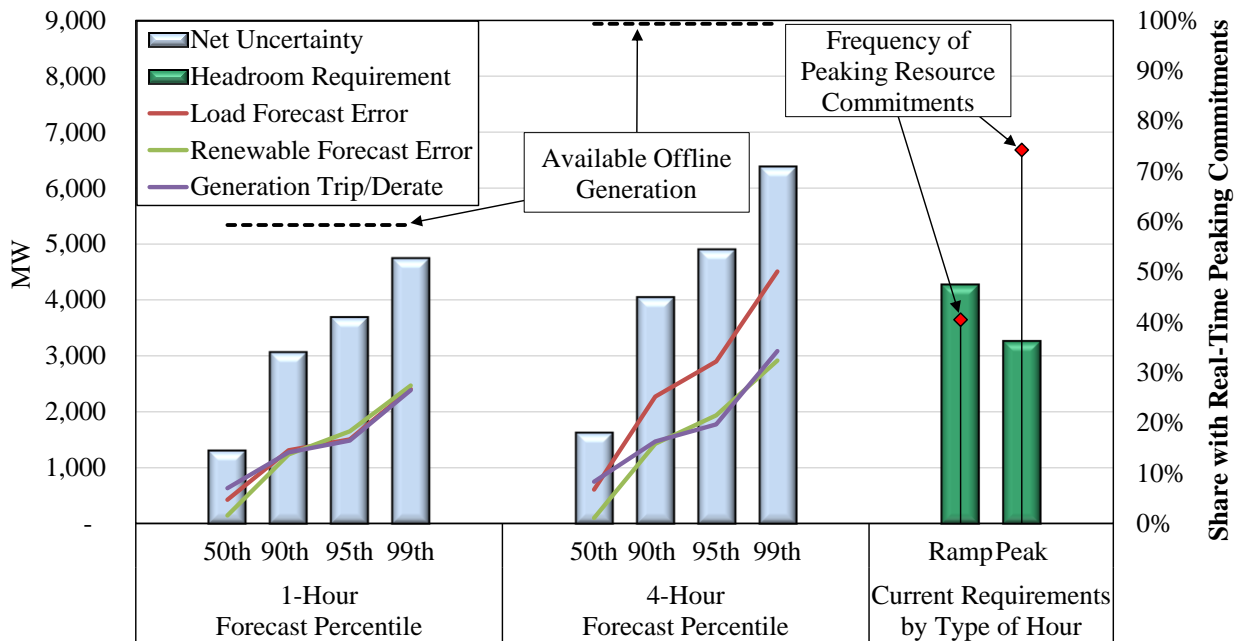 9,000
8,000
7,000
6,000
5,000
4,000
3,000
2,000
1,000
-
MW
Net Uncertainty
Headroom Requirement
Load Forecast Error
Renewable Forecast Error
Generation Trip/Derate
Available Offline
Generation
Frequency of
Peaking Resource
Commitments
100%
90%
80%
70%
60%
50%
40%
30%
20%
10%
0%
Share with Real-Time Peaking Commitments
50th 90th 95th 99th
50th 90th 95th 99th
Ramp Peak
1-Hour
Forecast Percentile
4-Hour
Forecast Percentile
Current Requirements
by Type of Hour